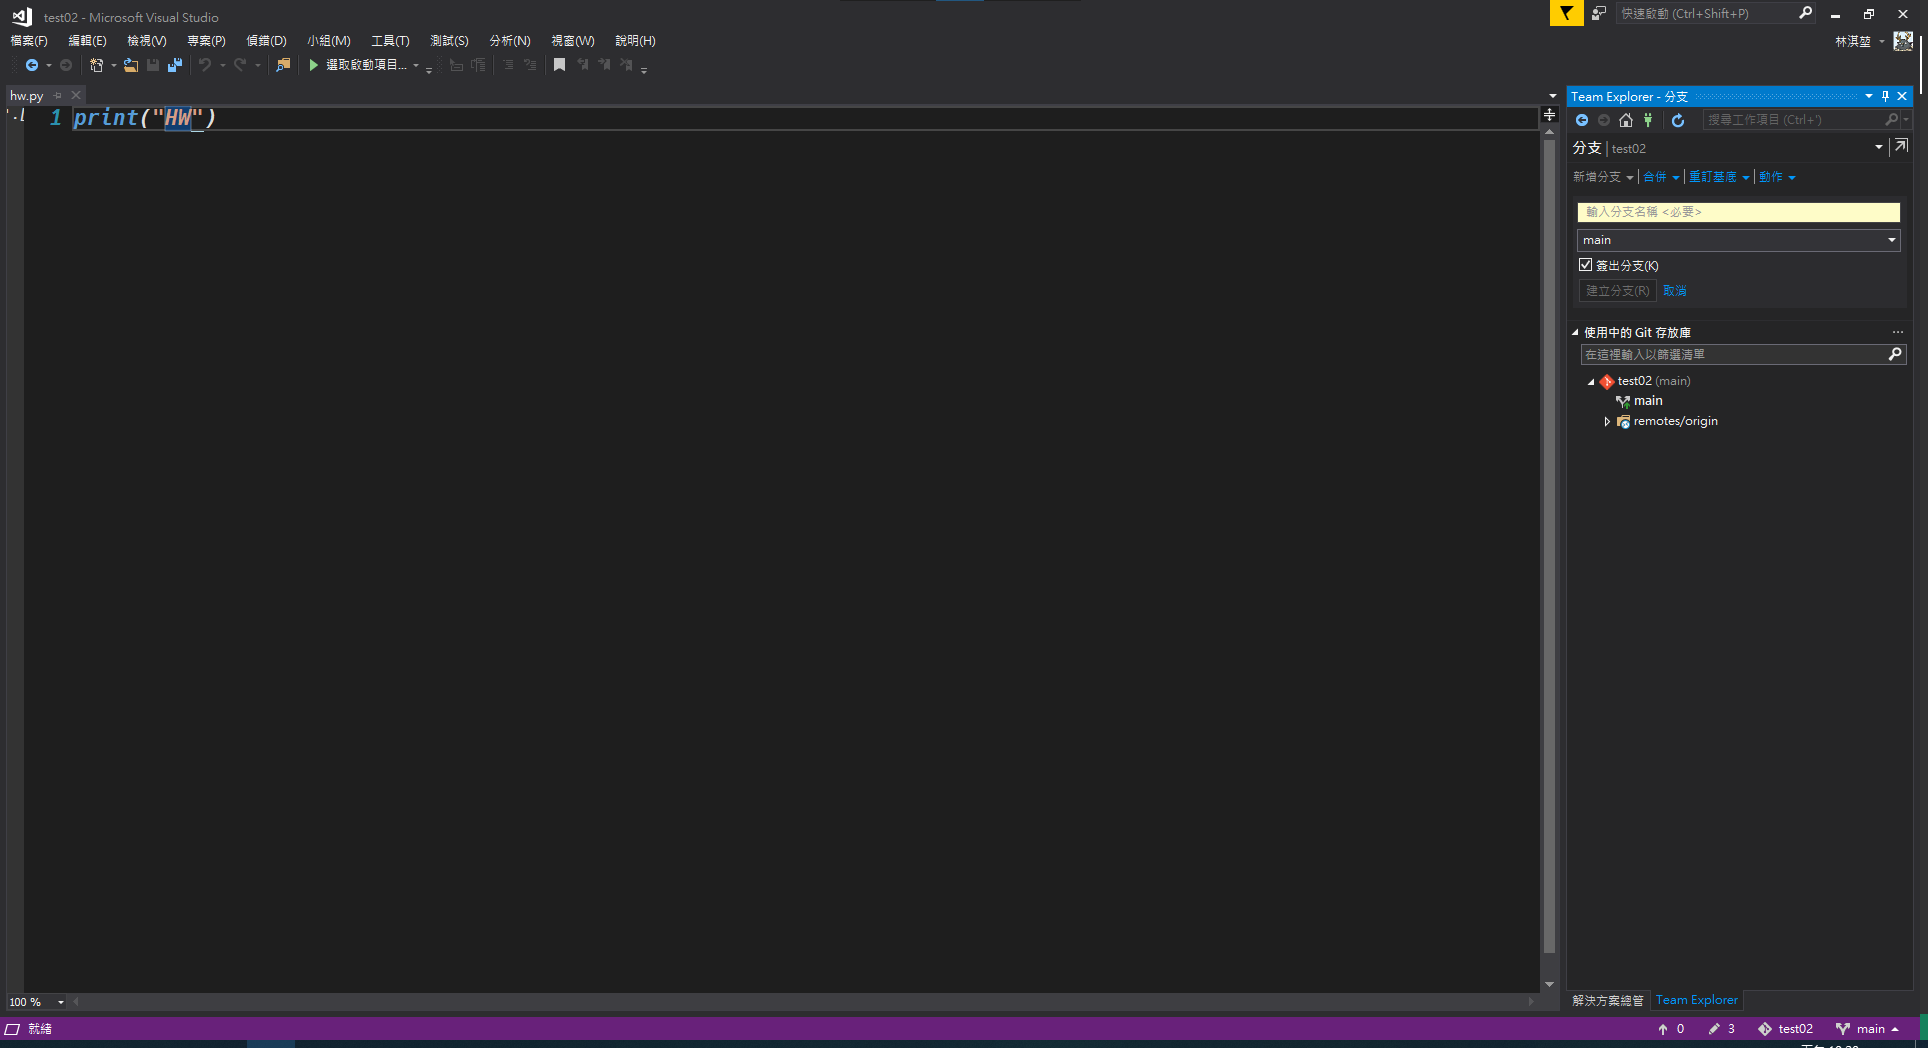 test02 - Microsoft Visual Studio
快速啟動 (Ctrl+Shift+P)
檔案(F) 編輯(E) 檢視(V) 專案(P) 偵錯(D) 小組(M) 工具(T) 測試(S) 分析(N) 視窗(W) 說明(H)
林淇堃
選取啟動項目...
hw.py
1 print("HW")
Team Explorer - 分支
搜尋工作項目 (Ctrl+')
分支 | test02
新增分支 | 合併 | 重訂基底 | 動作
輸入分支名稱 <必要>
main
簽出分支(K)
建立分支(R) 取消
使用中的 Git 存放庫
在這裡輸入以篩選清單
test02 (main)
main
remotes/origin
100 %
解決方案總管 Team Explorer
就緒
0 3 test02 main